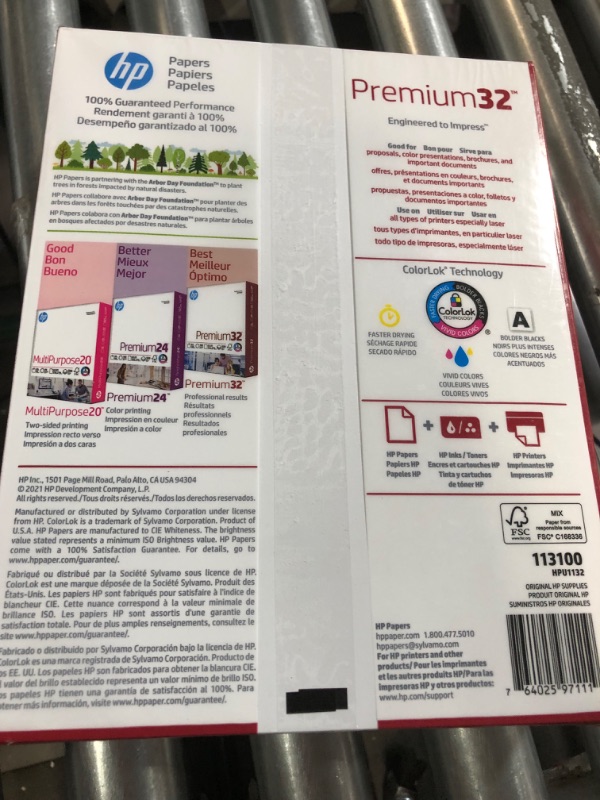 hp
Papers
Papiers
Papeles
100% Guaranteed Performance
Rendement garanti à 100%
Desempeño garantizado al 100%
HP Papers is partnering with the Arbor Day Foundation™ to plant
trees in forests impacted by natural disasters.
HP Papiers collabore avec Arbor Day Foundation™ pour planter des
arbres dans les forêts touchées par des catastrophes naturelles.
HP Papeles colabora con Arbor Day Foundation™ para plantar árboles
en bosques afectados por desastres naturales.
Good
Bon
Bueno
Better
Mieux
Mejor
Best
Meilleur
Óptimo
MultiPurpose20
Premium24
Premium32
MultiPurpose20™
Two-sided printing
Impression recto verso
Impresión a dos caras
Premium24™
Color printing
Impression en couleur
Impresión a color
Premium32™
Professional results
Résultats
professionnels
Resultados
profesionales
HP Inc., 1501 Page Mill Road, Palo Alto, CA USA 94304
© 2021 HP Development Company, L.P.
All rights reserved./Tous droits réservés./Todos los derechos reservados.
Manufactured or distributed by Sylvamo Corporation under license
from HP. ColorLok is a trademark of Sylvamo Corporation. Product of
U.S.A. HP Papers are manufactured to CIE Whiteness. The brightness
value stated represents a minimum ISO Brightness value. HP Papers
come with a 100% Satisfaction Guarantee. For details, go to
www.hppaper.com/guarantee/.
Fabriqué ou distribué par la Société Sylvamo sous licence de HP.
ColorLok est une marque déposée de la Société Sylvamo. Produit des
États-Unis. Les papiers HP sont fabriqués pour satisfaire à l'indice de
blancheur CIE. Cette nuance correspond à la valeur minimale de
brillance ISO. Les papiers HP sont assortis d'une garantie de
satisfaction totale. Pour de plus amples renseignements, consultez le
site www.hppaper.com/guarantee/.
Fabricado o distribuido por Sylvamo Corporación bajo la licencia de HP.
ColorLok es una marca registrada de Sylvamo Corporación. Producto de
os EE. UU. Los papeles HP son fabricados para obtener la blancura CIE.
l valor del brillo establecido representa un valor mínimo de brillo ISO.
os papeles HP tienen una garantía de satisfacción al 100%. Para
btener más información, visite www.hppaper.com/guarantee/.
Premium32™
Engineered to Impress™
Good for Bon pour Sirve para
proposals, color presentations, brochures, and
important documents
offres, présentations en couleurs, brochures,
et documents importants
propuestas, presentaciones a color, folletos y
documentos importantes
Use on Utiliser sur Usar en
all types of printers especially laser
tous types d'imprimantes, en particulier laser
todo tipo de impresoras, especialmente láser
ColorLok® Technology
FASTER DRYING
BOLDER BLACKS
ColorLok
TECHNOLOGY
VIVID COLORS
®
A
FASTER DRYING
SÉCHAGE RAPIDE
SECADO RÁPIDO
BOLDER BLACKS
NOIRS PLUS INTENSES
COLORES NEGROS MÁS
ACENTUADOS
VIVID COLORS
COULEURS VIVES
COLORES VIVOS
+
/
+
HP Papers
Papiers HP
Papeles HP
HP Inks / Toners
Encres et cartouches HP
Tinta y cartuchos
de tóner HP
HP Printers
Imprimantes HP
Impresoras HP
FSC
www.fsc.org
MIX
Paper from
responsible sources
FSC® C168336
113100
HPU1132
ORIGINAL HP SUPPLIES
PRODUIT ORIGINAL HP
SUMINISTROS HP ORIGINALES
HP Papers
hppaper.com 1.800.477.5010
hppapers@sylvamo.com
For HP printers and other
products/ Pour les imprimantes
et les autres produits HP/Para las
impresoras HP y otros productos:
www.hp.com/support
7 64025 97111